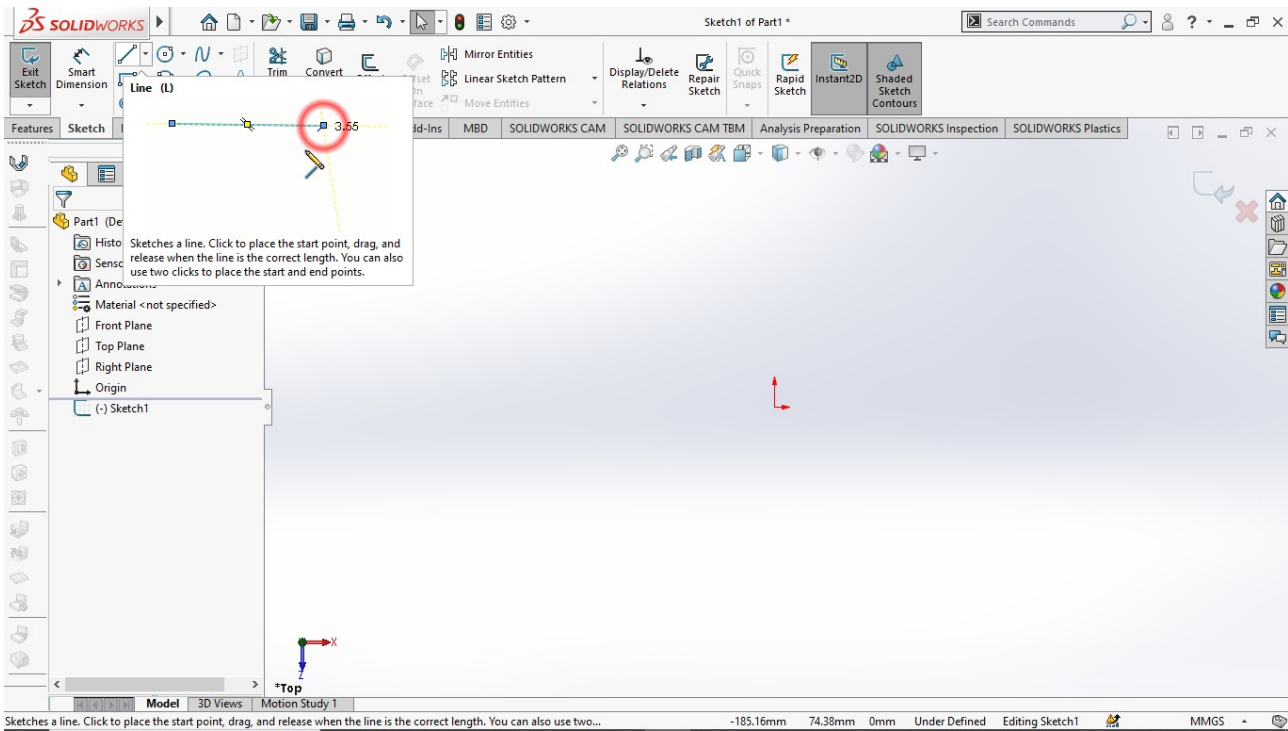 SOLIDWORKS
Sketch1 of Part1 *
Search Commands
?
Exit Sketch
Smart Dimension
Trim
Convert
Mirror Entities
Linear Sketch Pattern
Move Entities
Display/Delete Relations
Repair Sketch
Quick Snaps
Rapid Sketch
Instant2D
Shaded Sketch Contours
Features
Sketch
MBD
SOLIDWORKS CAM
SOLIDWORKS CAM TBM
Analysis Preparation
SOLIDWORKS Inspection
SOLIDWORKS Plastics
Line (L)
3.55
Sketches a line. Click to place the start point, drag, and
release when the line is the correct length. You can also
use two clicks to place the start and end points.
Part1
Material <not specified>
Front Plane
Top Plane
Right Plane
Origin
(-) Sketch1
X
Z
*Top
Model
3D Views
Motion Study 1
Sketches a line. Click to place the start point, drag, and release when the line is the correct length. You can also use two...
-185.16mm
74.38mm
0mm
Under Defined
Editing Sketch1
MMGS